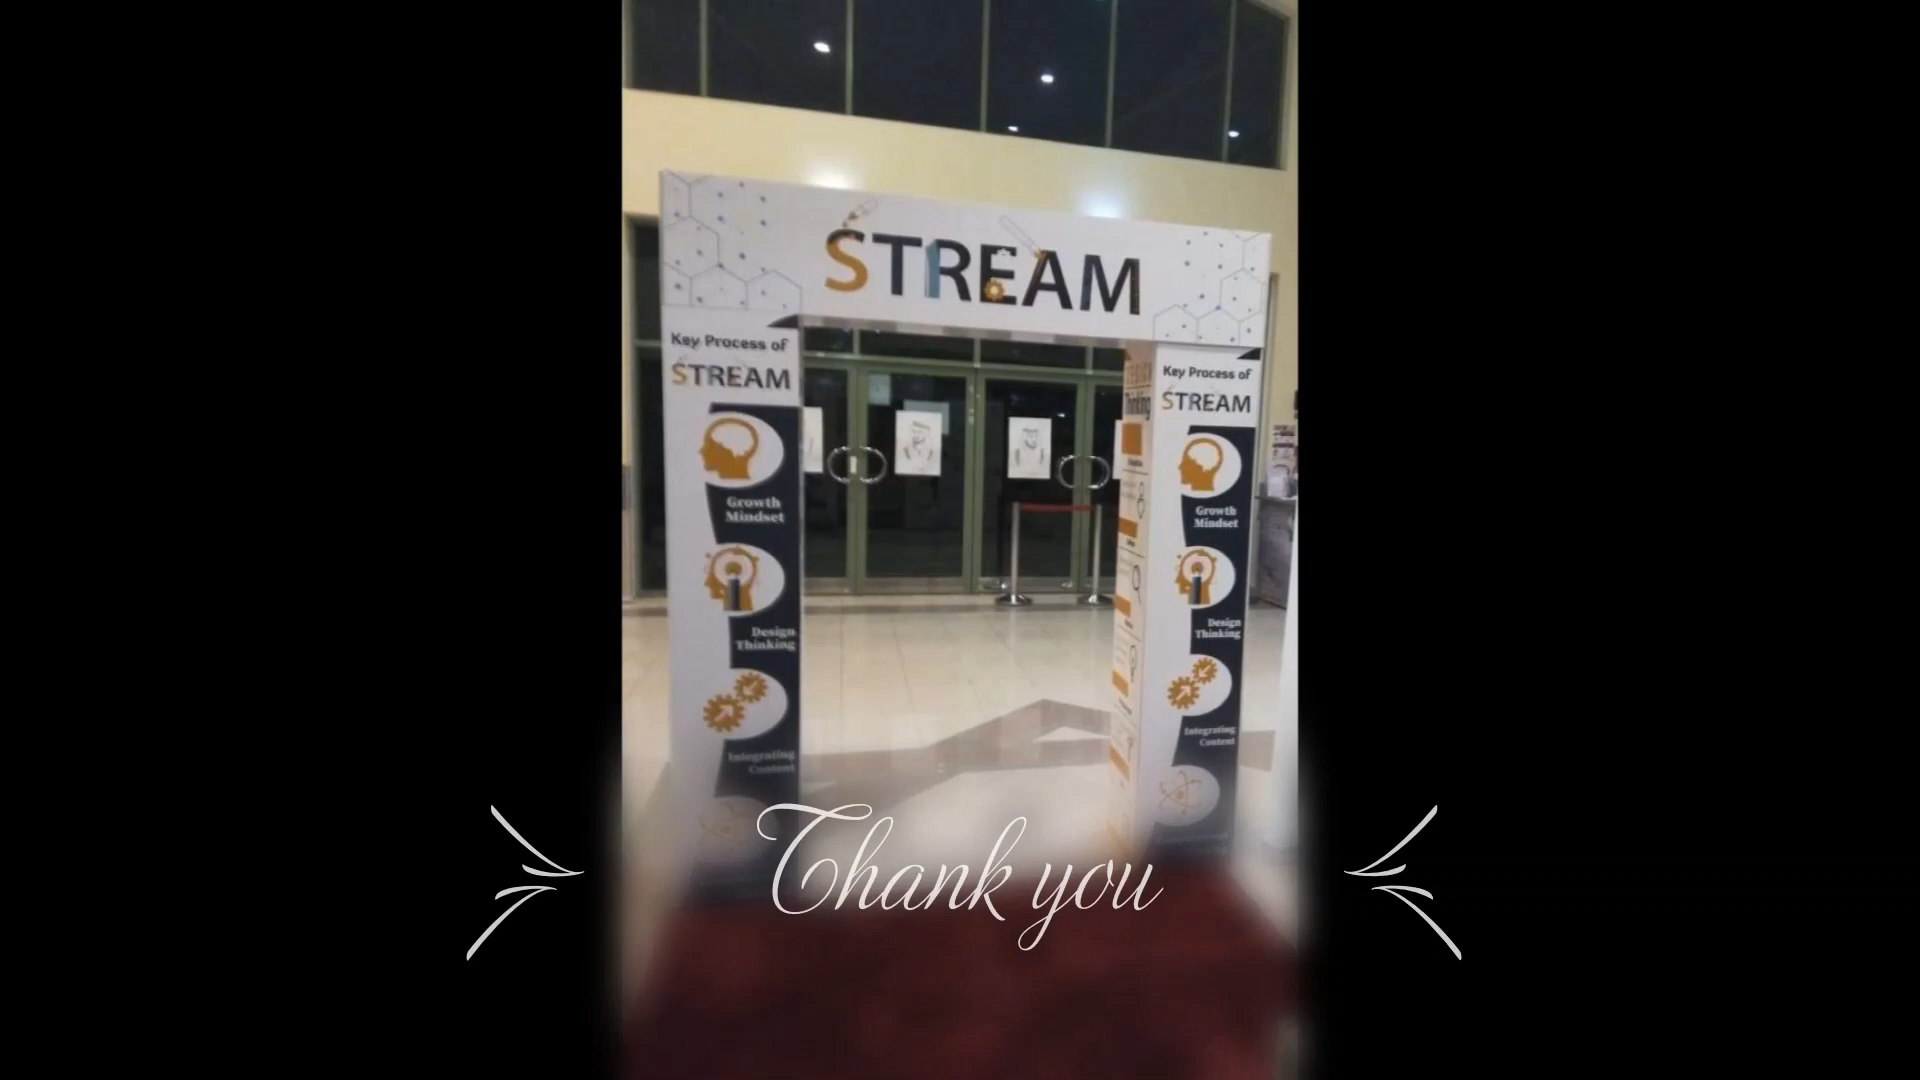 STREAM
Key Process of
STREAM
Growth
Mindset
Design
Thinking
Integrating
Content
Key Process of
STREAM
Growth
Mindset
Design
Thinking
Integrating
Content
Thinking
Thank you